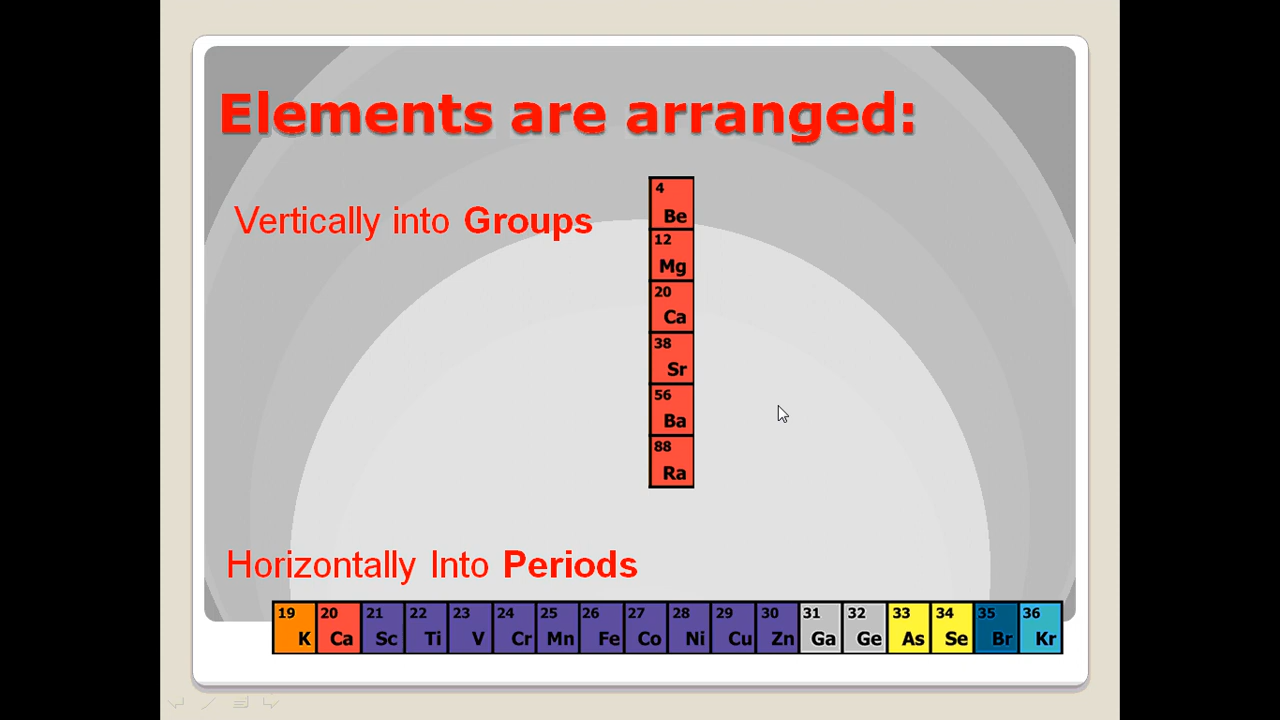 Elements are arranged:
Vertically into Groups
4
Be
12
Mg
20
Ca
38
Sr
56
Ba
88
Ra
Horizontally Into Periods
19 20 21 22 23 24 25 26 27 28 29 30 31 32 33 34 35 36
K Ca Sc Ti V Cr Mn Fe Co Ni Cu Zn Ga Ge As Se Br Kr